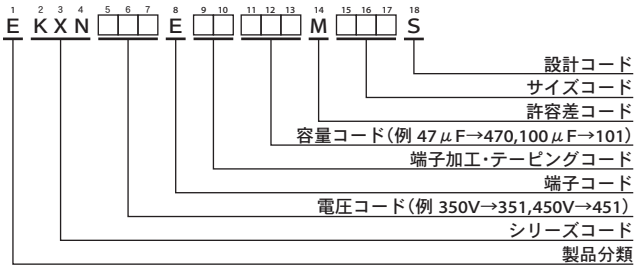 1 2 3 4 5 6 7 8 9 10 11 12 13 14 15 16 17 18
E KXN□□□ E □□ □□□ M □□□ S
設計コード
サイズコード
許容差コード
容量コード(例 47μF→470,100μF→101)
端子加工・テーピングコード
端子コード
電圧コード(例 350V→351,450V→451)
シリーズコード
製品分類